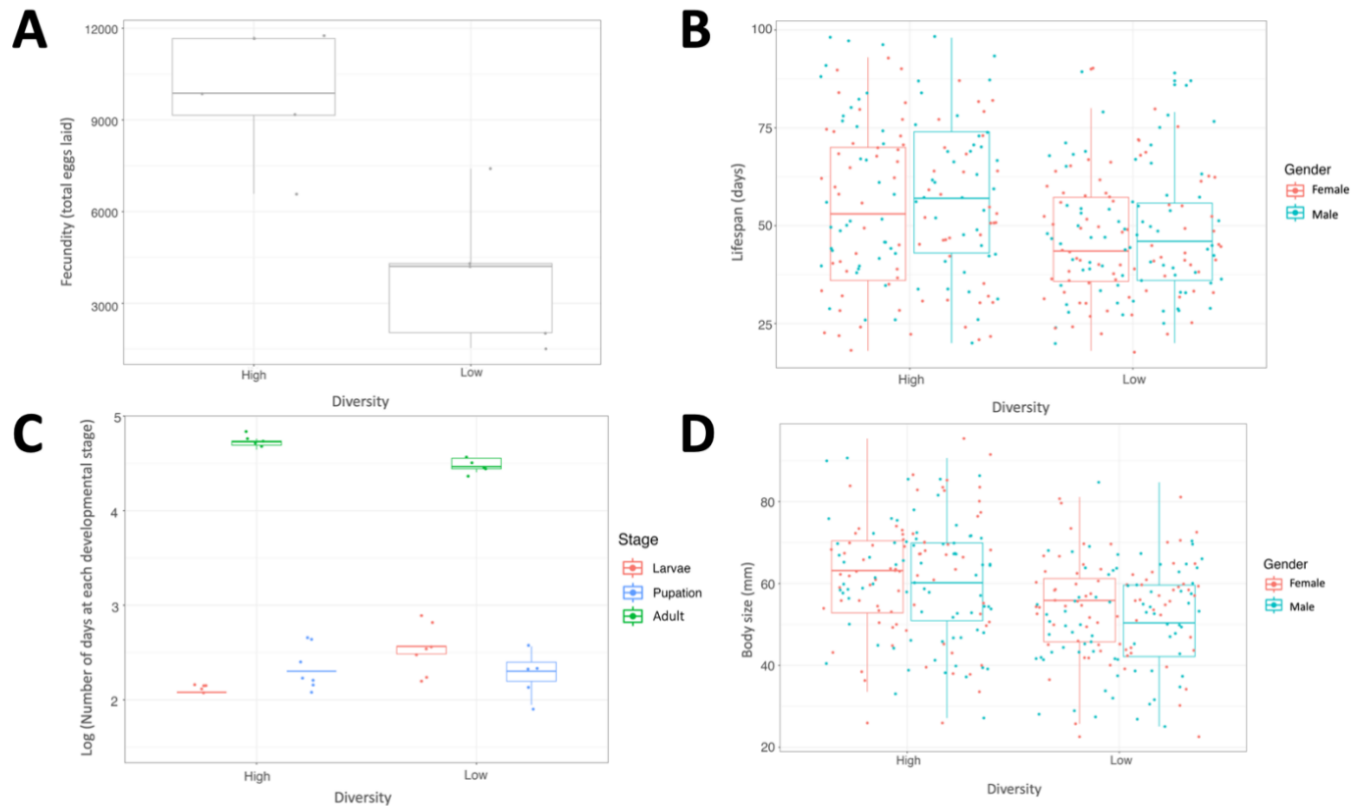 A
Fecundity (total eggs laid)
12000
9000
6000
3000
High
Low
Diversity
B
Lifespan (days)
100
75
50
25
High
Low
Diversity
Gender
Female
Male
C
Log (Number of days at each developmental stage)
5
4
3
2
High
Low
Diversity
Stage
Larvae
Pupation
Adult
D
Body size (mm)
80
60
40
20
High
Low
Diversity
Gender
Female
Male